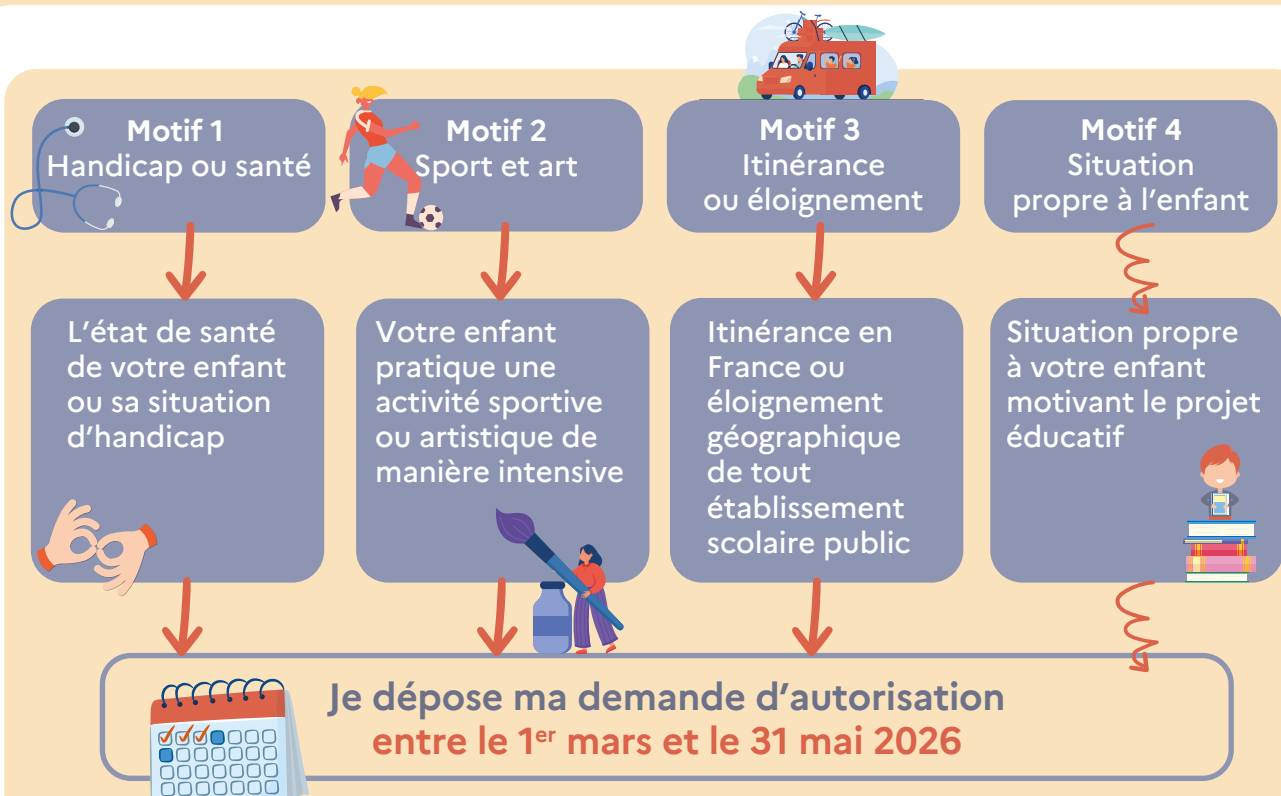 Motif 1
Handicap ou santé
Motif 2
Sport et art
Motif 3
Itinérance
ou éloignement
Motif 4
Situation
propre à l'enfant
L'état de santé
de votre enfant
ou sa situation
d'handicap
Votre enfant
pratique une
activité sportive
ou artistique de
manière intensive
Itinérance en
France ou
éloignement
géographique
de tout
établissement
scolaire public
Situation propre
à votre enfant
motivant le projet
éducatif
Je dépose ma demande d'autorisation
entre le 1er mars et le 31 mai 2026